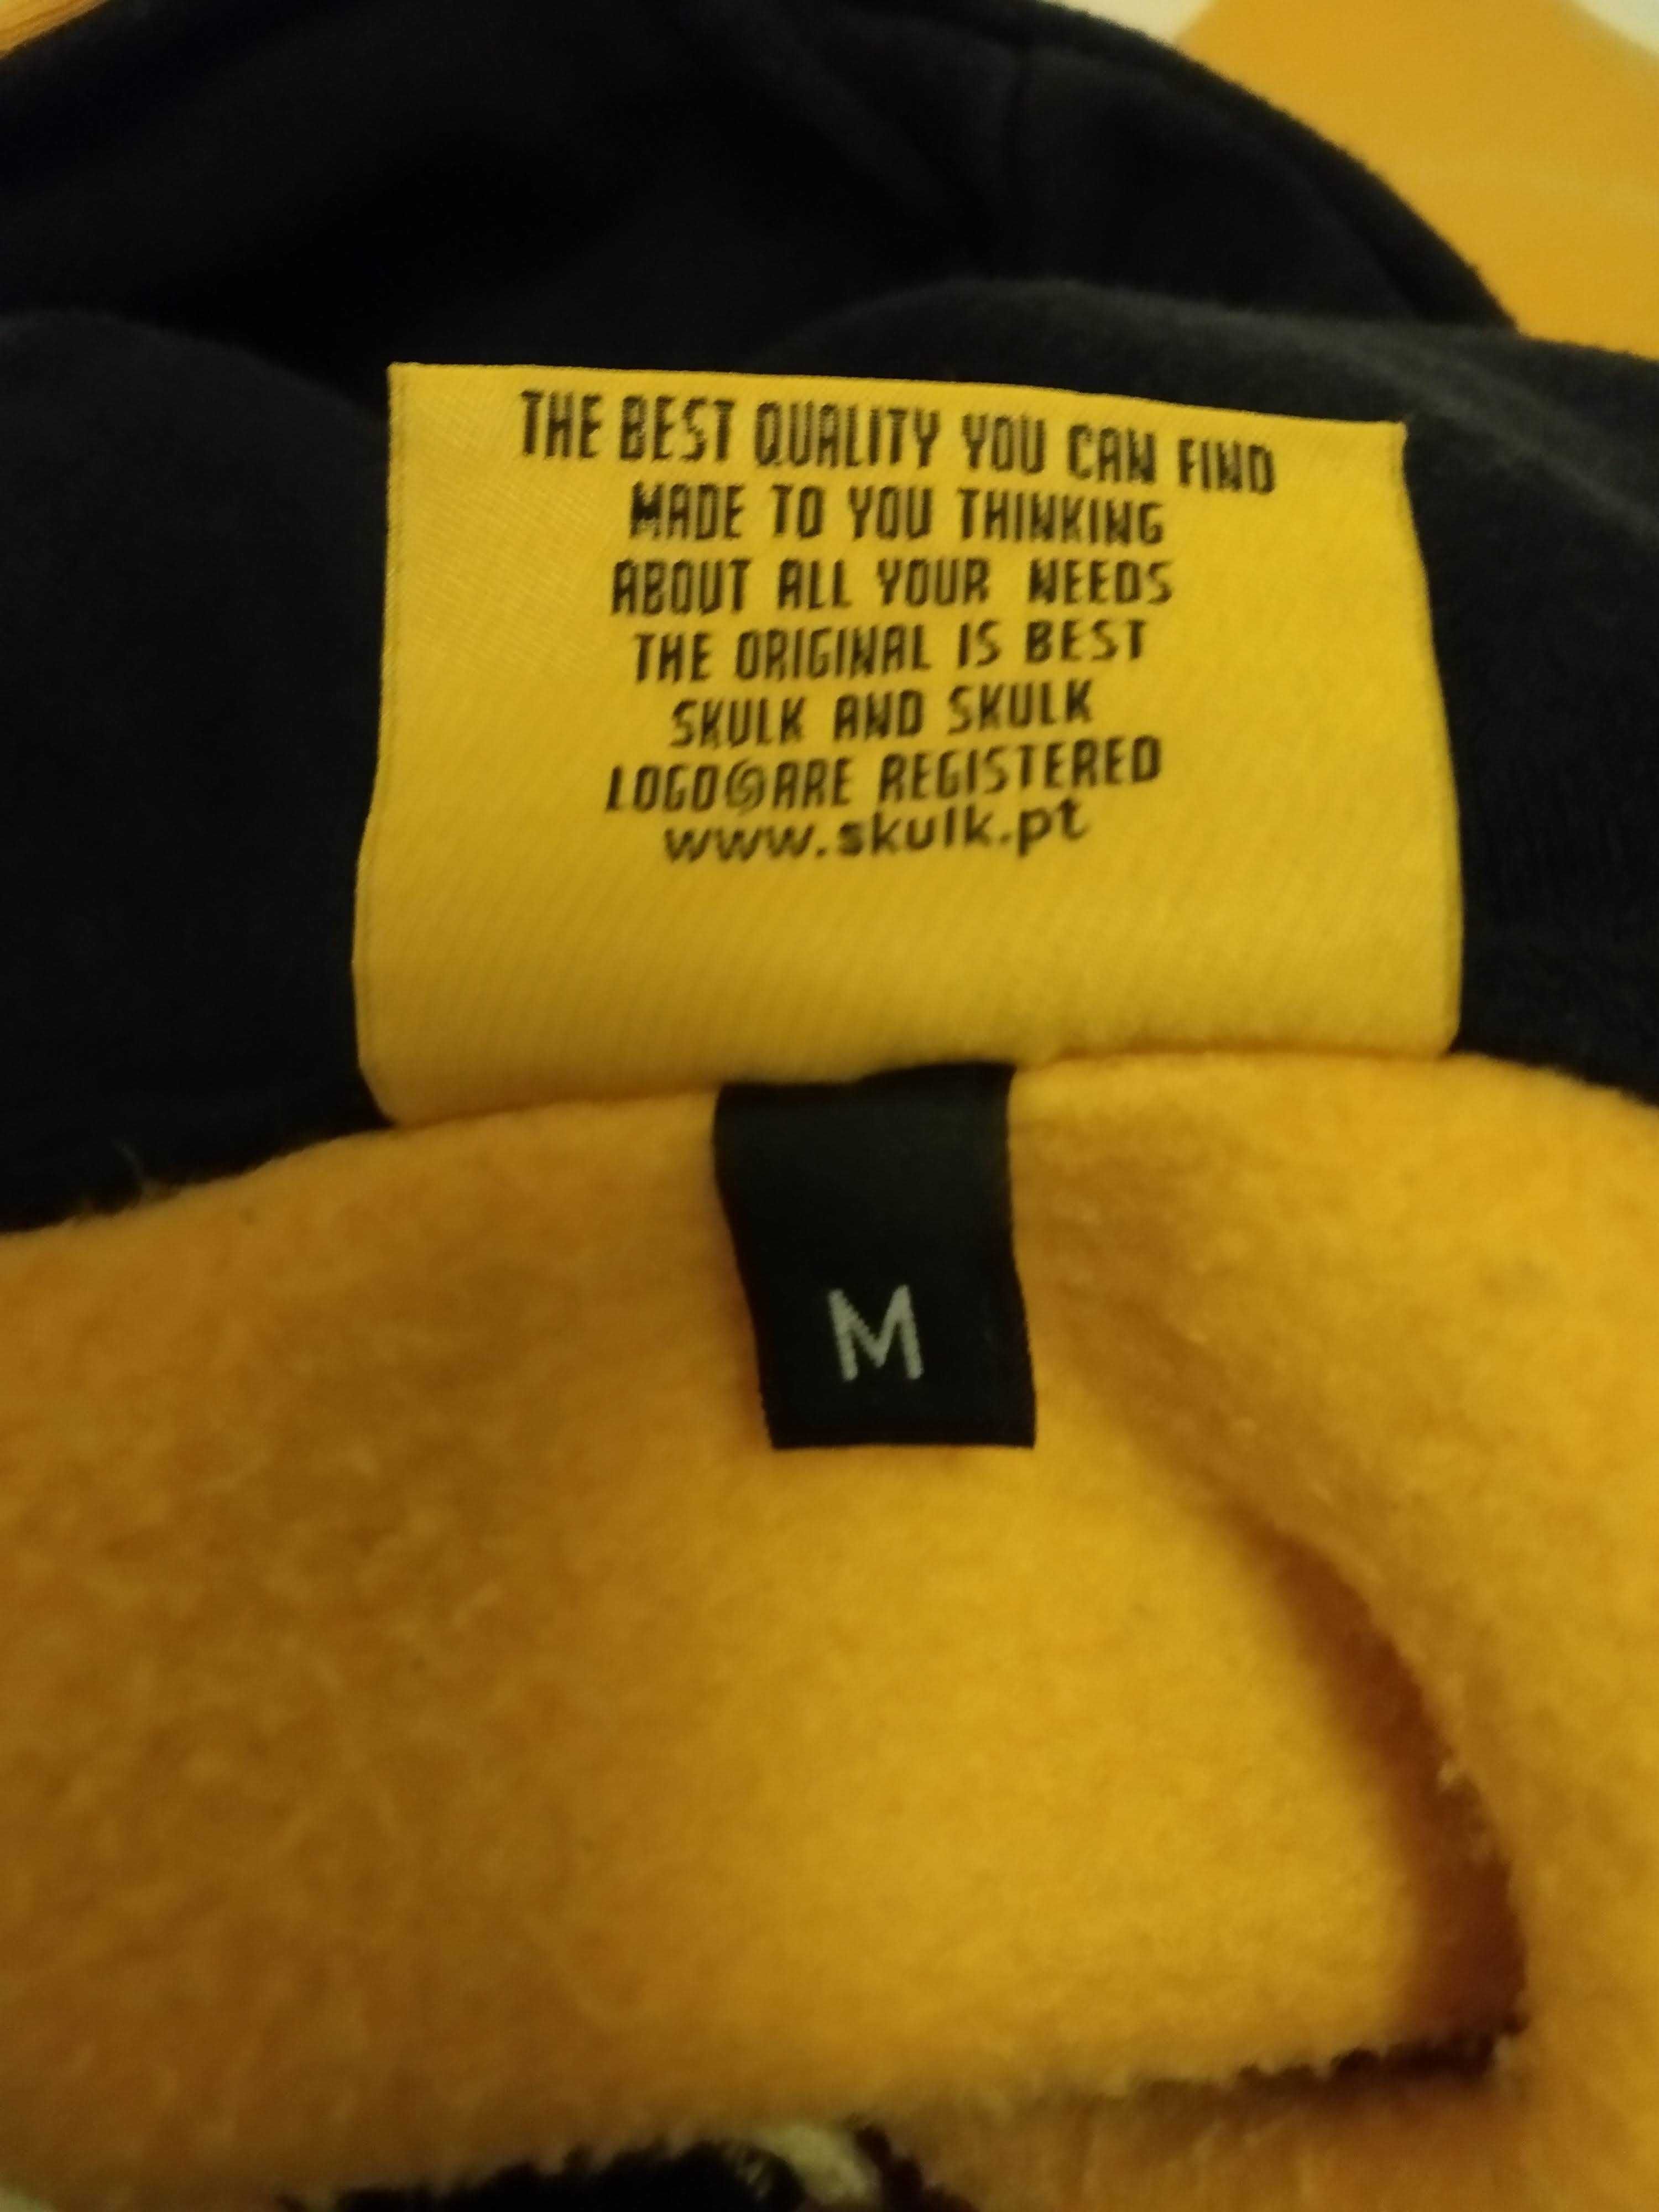 THE BEST QUALITY YOU CAN FIND
MADE TO YOU THINKING
ABOUT ALL YOUR NEEDS
THE ORIGINAL IS BEST
SKULK AND SKULK
LOGO©ARE REGISTERED
www.skulk.pt
M